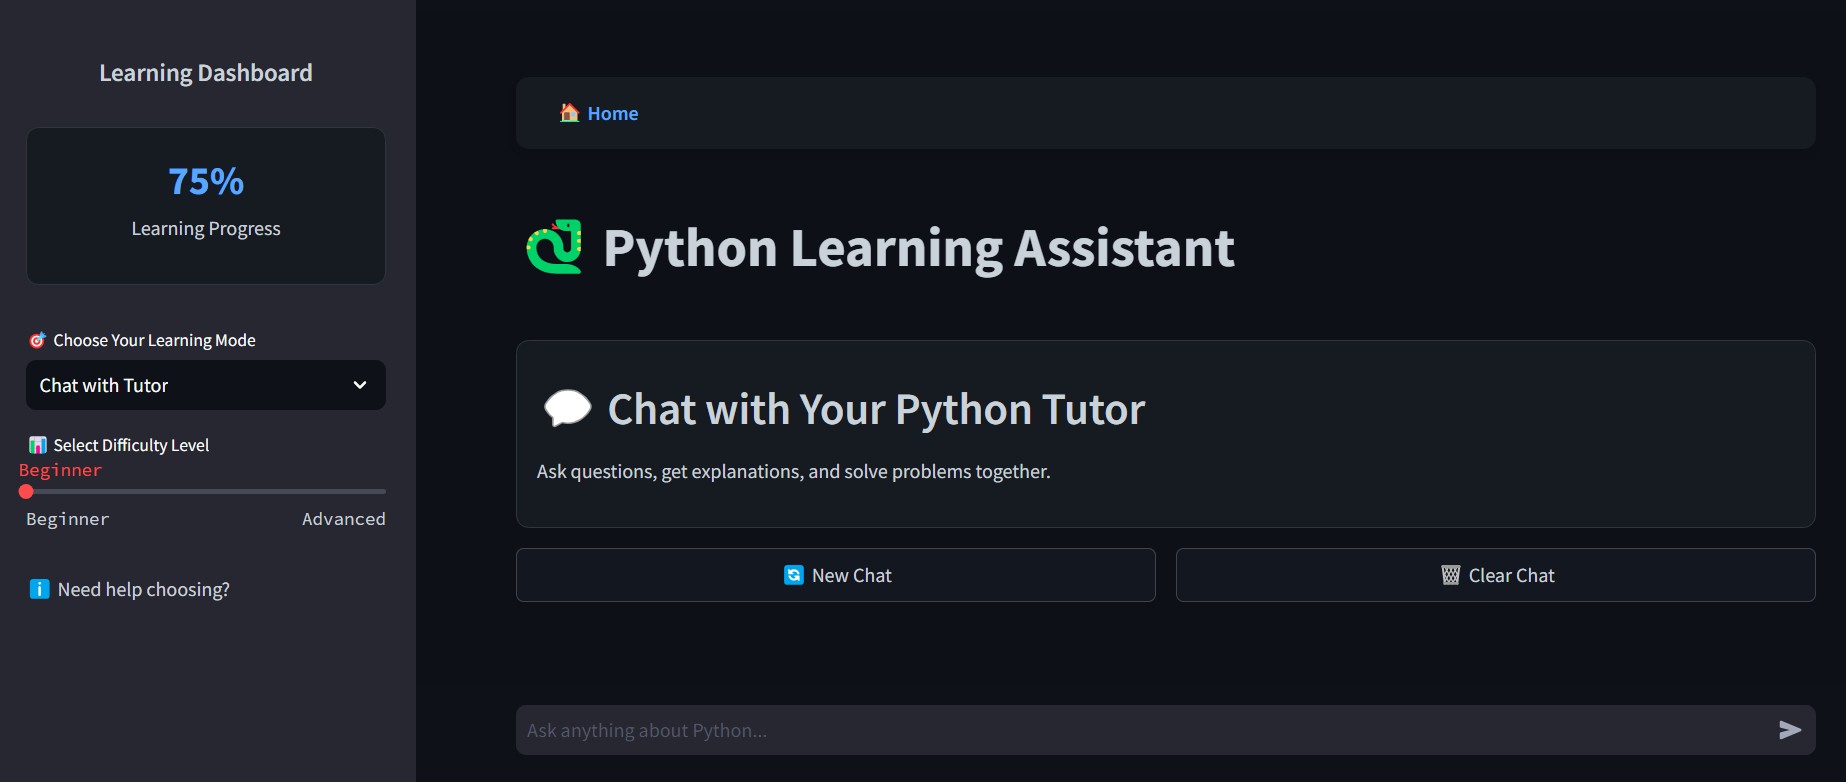 Learning Dashboard
75%
Learning Progress
Choose Your Learning Mode
Chat with Tutor
Select Difficulty Level
Beginner
Beginner Advanced
Need help choosing?
Home
Python Learning Assistant
Chat with Your Python Tutor
Ask questions, get explanations, and solve problems together.
New Chat
Clear Chat
Ask anything about Python...